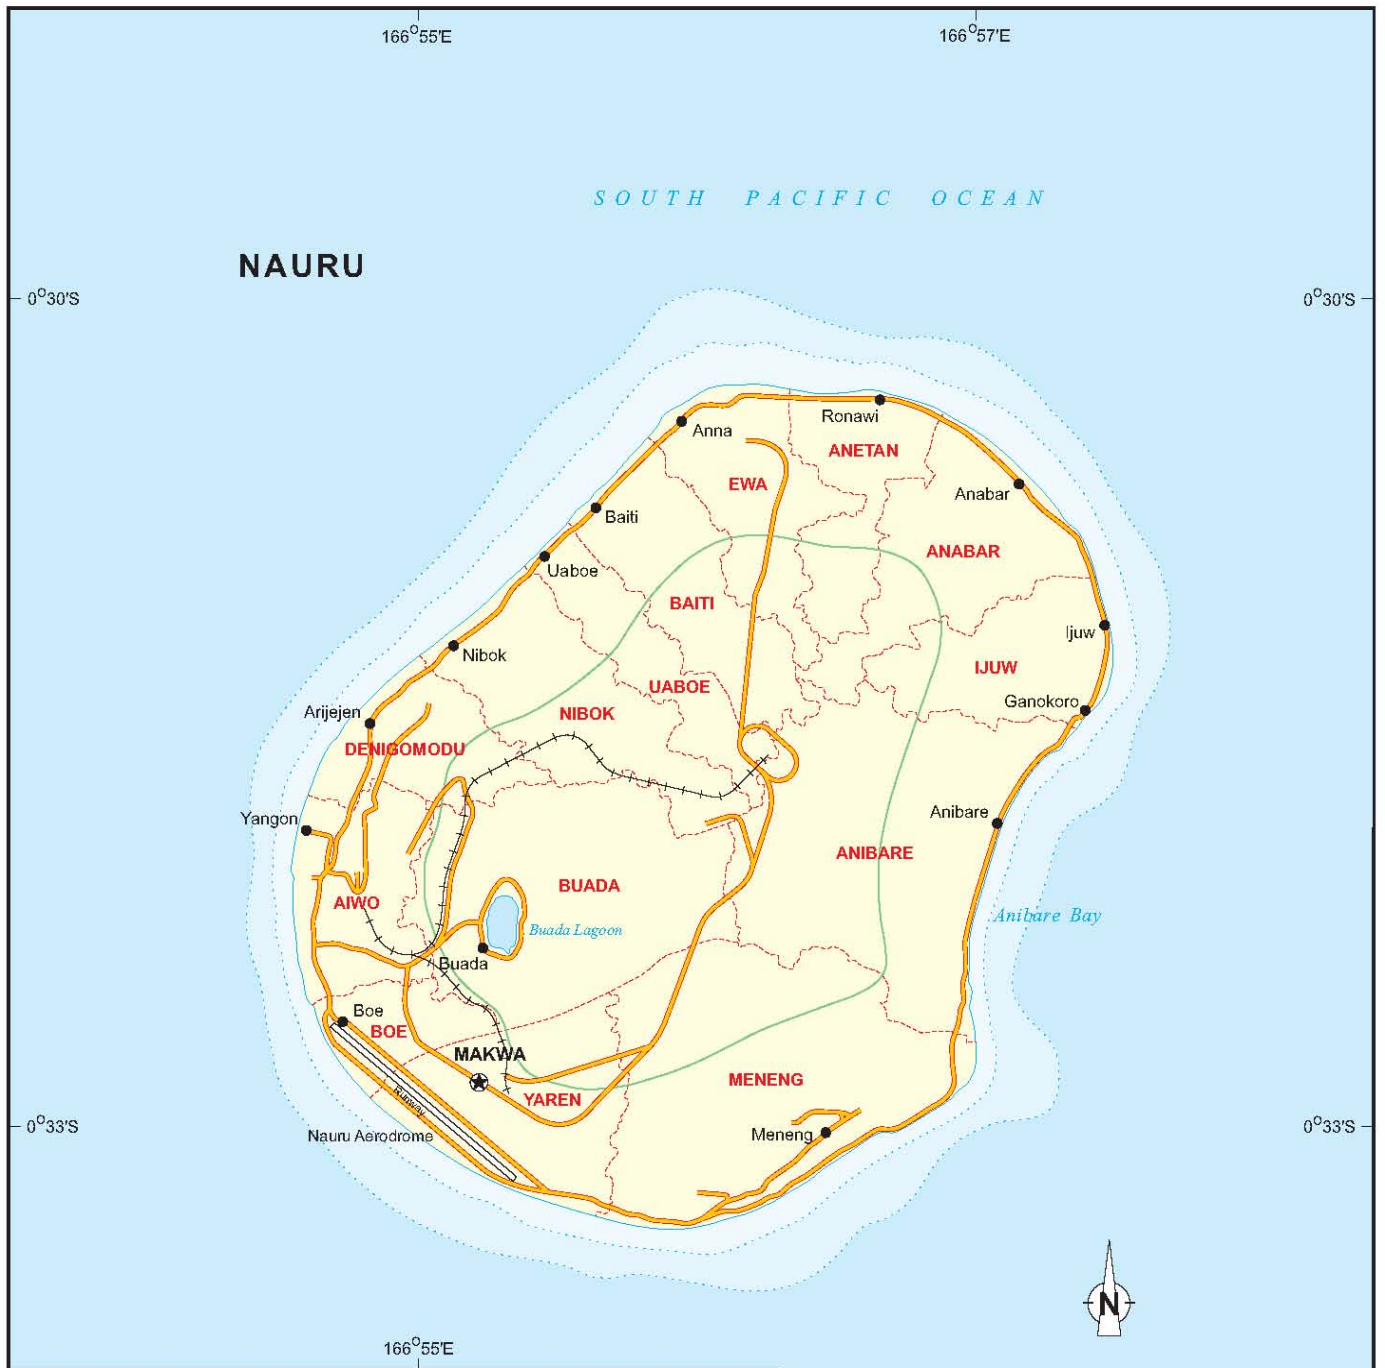 166°55'E
166°57'E
SOUTH PACIFIC OCEAN
NAURU
0°30'S
0°30'S
Ronawi
Anna
ANETAN
EWA
Anabar
Baiti
ANABAR
Uaboe
BAITI
Ijuw
Nibok
IJUW
UABOE
Ganokoro
Arijejen
NIBOK
DENIGOMODU
Yangon
Anibare
ANIBARE
BUADA
AIWO
Anibare Bay
Buada Lagoon
Buada
Boe
BOE
MAKWA
MENENG
YAREN
Runway
0°33'S
Nauru Aerodrome
Meneng
0°33'S
N
166°55'E